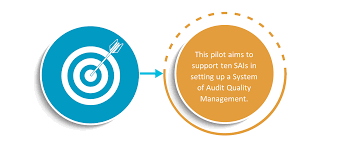 This pilot aims to
support ten SAIs in
setting up a System
of Audit Quality
Management.